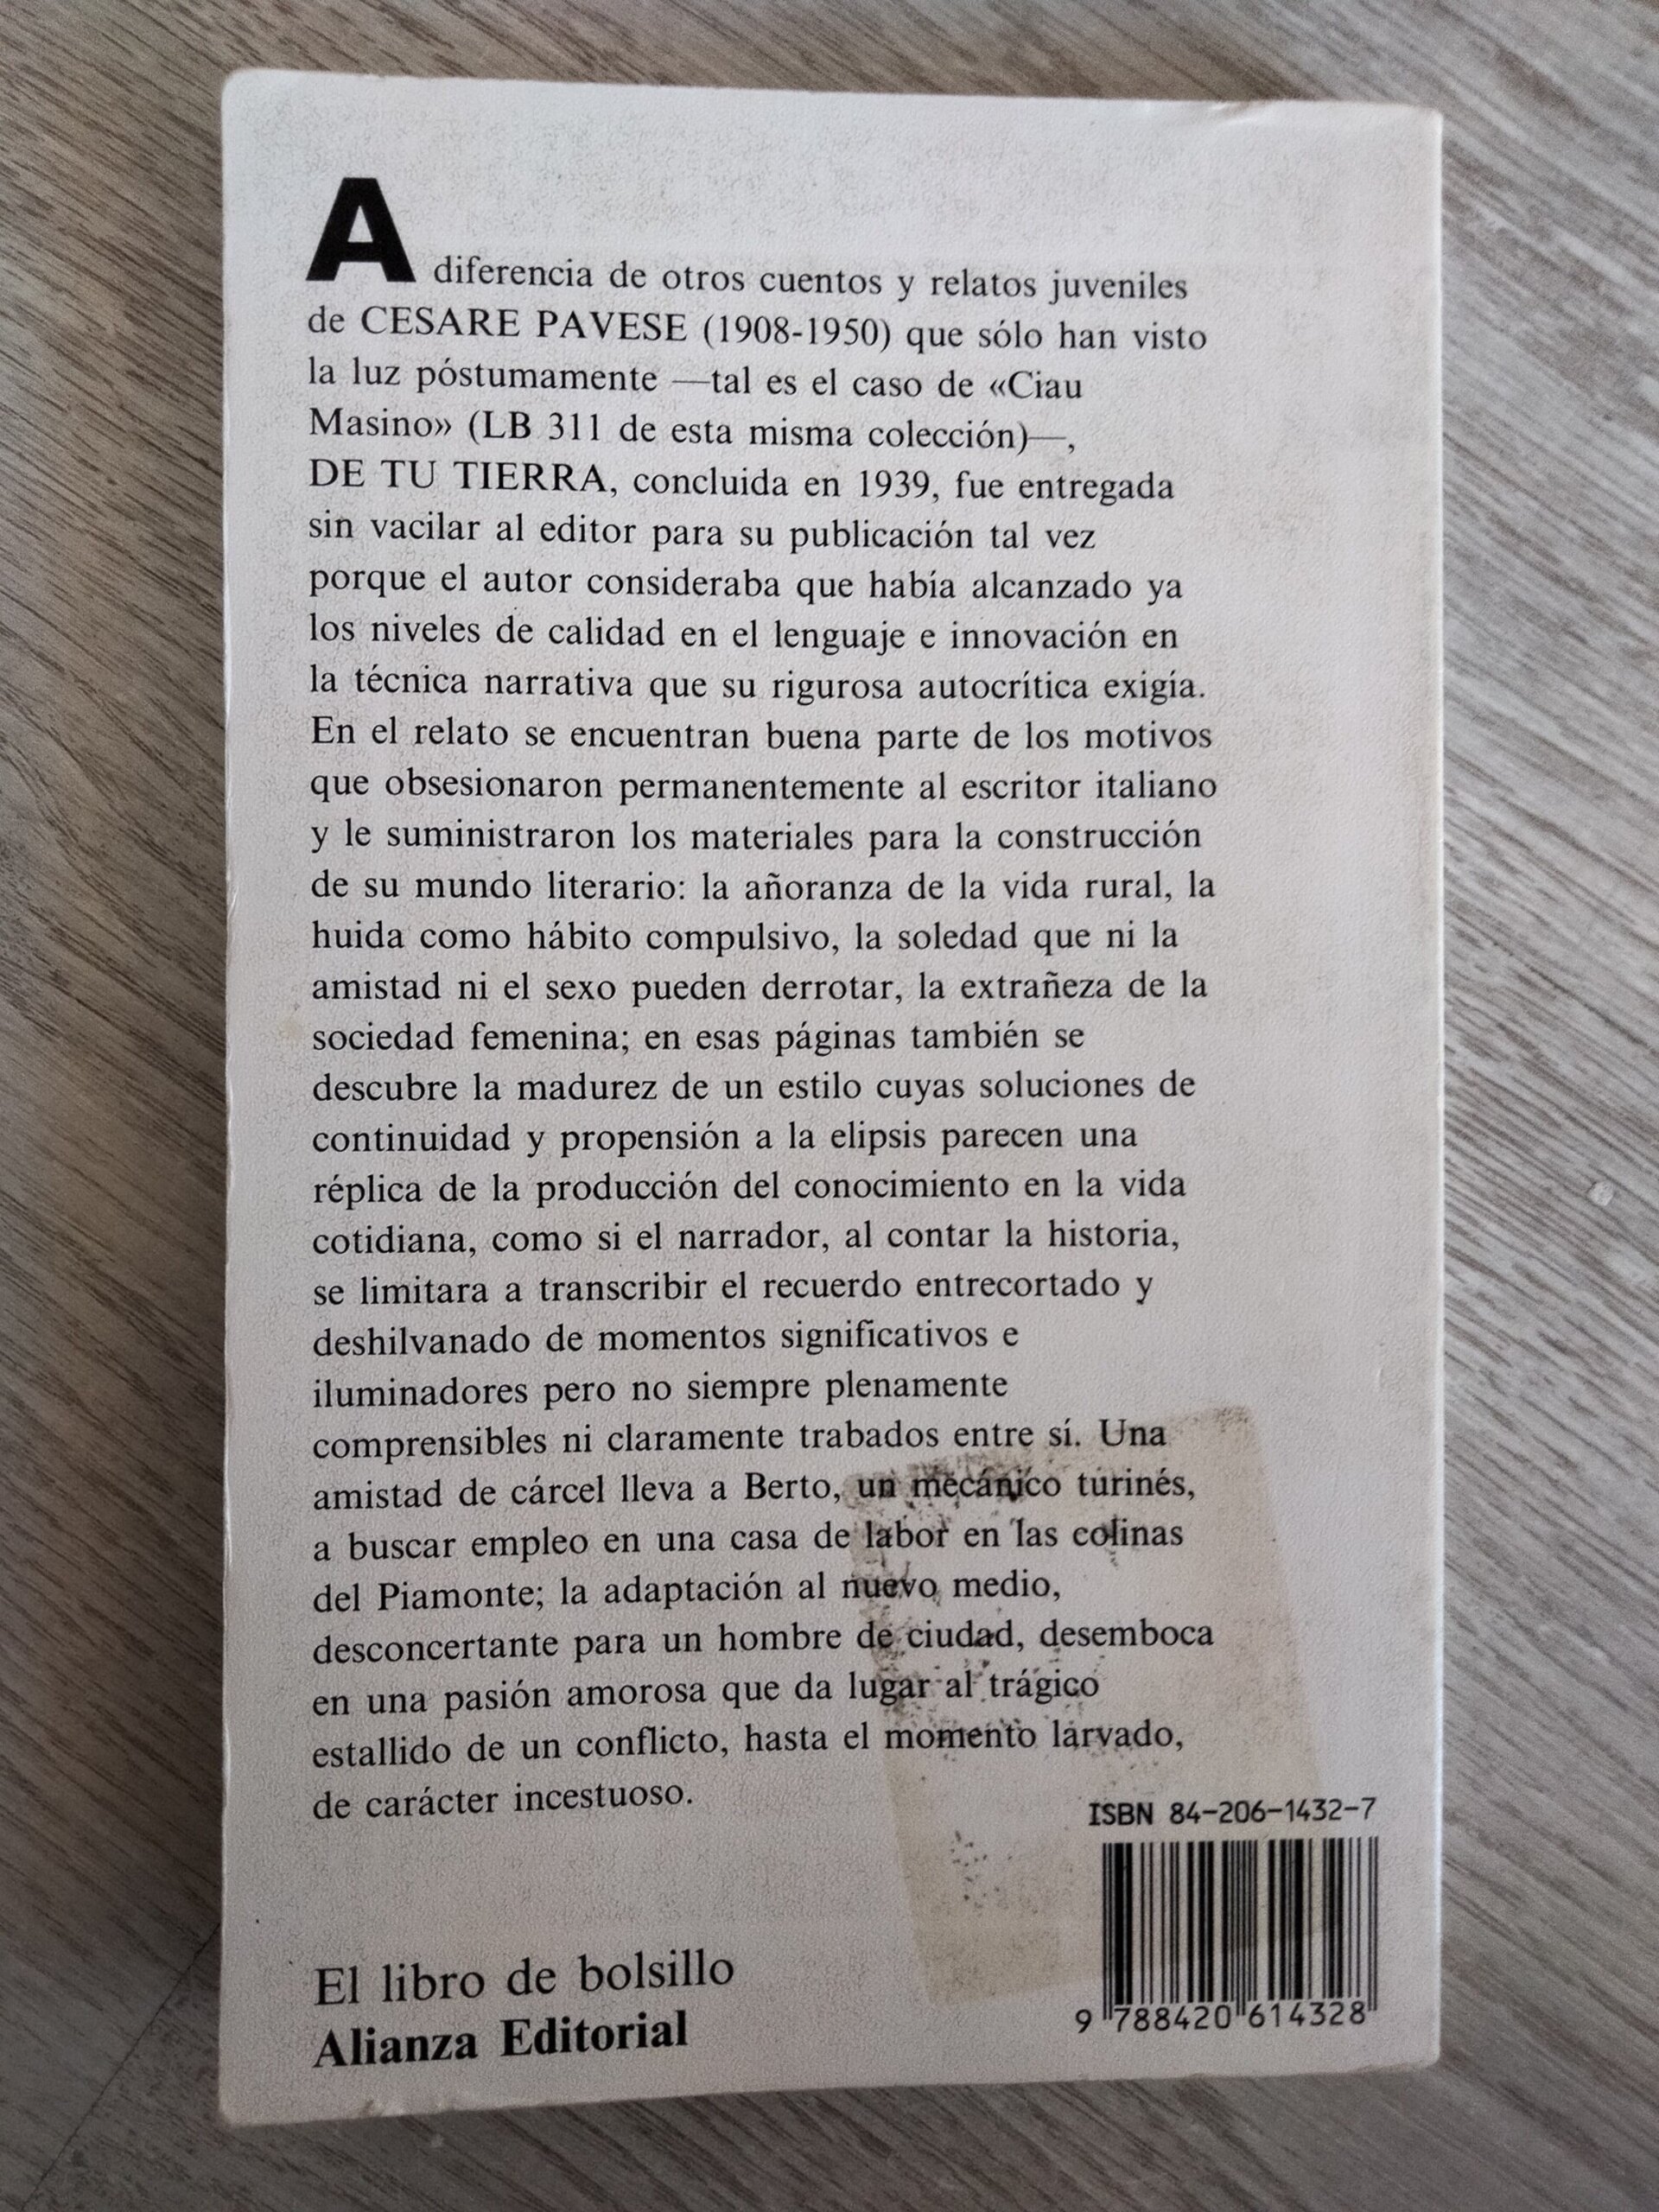 A diferencia de otros cuentos y relatos juveniles
de CESARE PAVESE (1908-1950) que sólo han visto
la luz póstumamente —tal es el caso de «Ciau
Masino» (LB 311 de esta misma colección)—,
DE TU TIERRA, concluida en 1939, fue entregada
sin vacilar al editor para su publicación tal vez
porque el autor consideraba que había alcanzado ya
los niveles de calidad en el lenguaje e innovación en
la técnica narrativa que su rigurosa autocrítica exigía.
En el relato se encuentran buena parte de los motivos
que obsesionaron permanentemente al escritor italiano
y le suministraron los materiales para la construcción
de su mundo literario: la añoranza de la vida rural, la
huida como hábito compulsivo, la soledad que ni la
amistad ni el sexo pueden derrotar, la extrañeza de la
sociedad femenina; en esas páginas también se
descubre la madurez de un estilo cuyas soluciones de
continuidad y propensión a la elipsis parecen una
réplica de la producción del conocimiento en la vida
cotidiana, como si el narrador, al contar la historia,
se limitara a transcribir el recuerdo entrecortado y
deshilvanado de momentos significativos e
iluminadores pero no siempre plenamente
comprensibles ni claramente trabados entre sí. Una
amistad de cárcel lleva a Berto, un mecánico turinés,
a buscar empleo en una casa de labor en las colinas
del Piamonte; la adaptación al nuevo medio,
desconcertante para un hombre de ciudad, desemboca
en una pasión amorosa que da lugar al trágico
estallido de un conflicto, hasta el momento larvado,
de carácter incestuoso.
ISBN 84-206-1432-7
9 788420 614328
El libro de bolsillo
Alianza Editorial